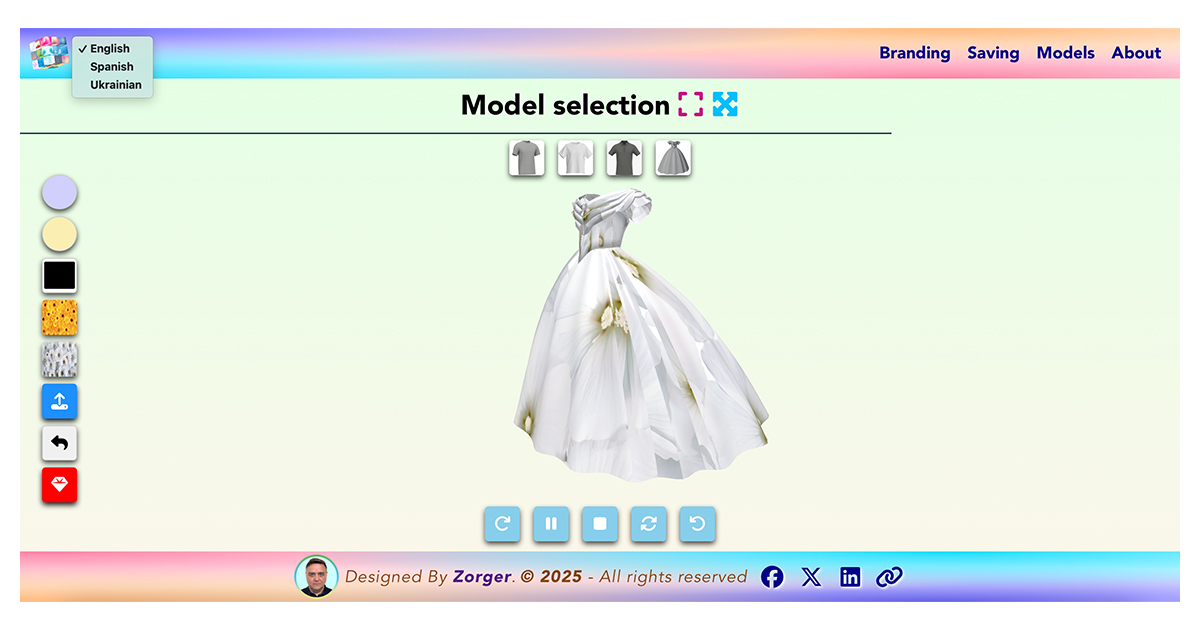 English
Spanish
Ukrainian
Branding Saving Models About
Model selection
Designed By Zorger. © 2025 - All rights reserved